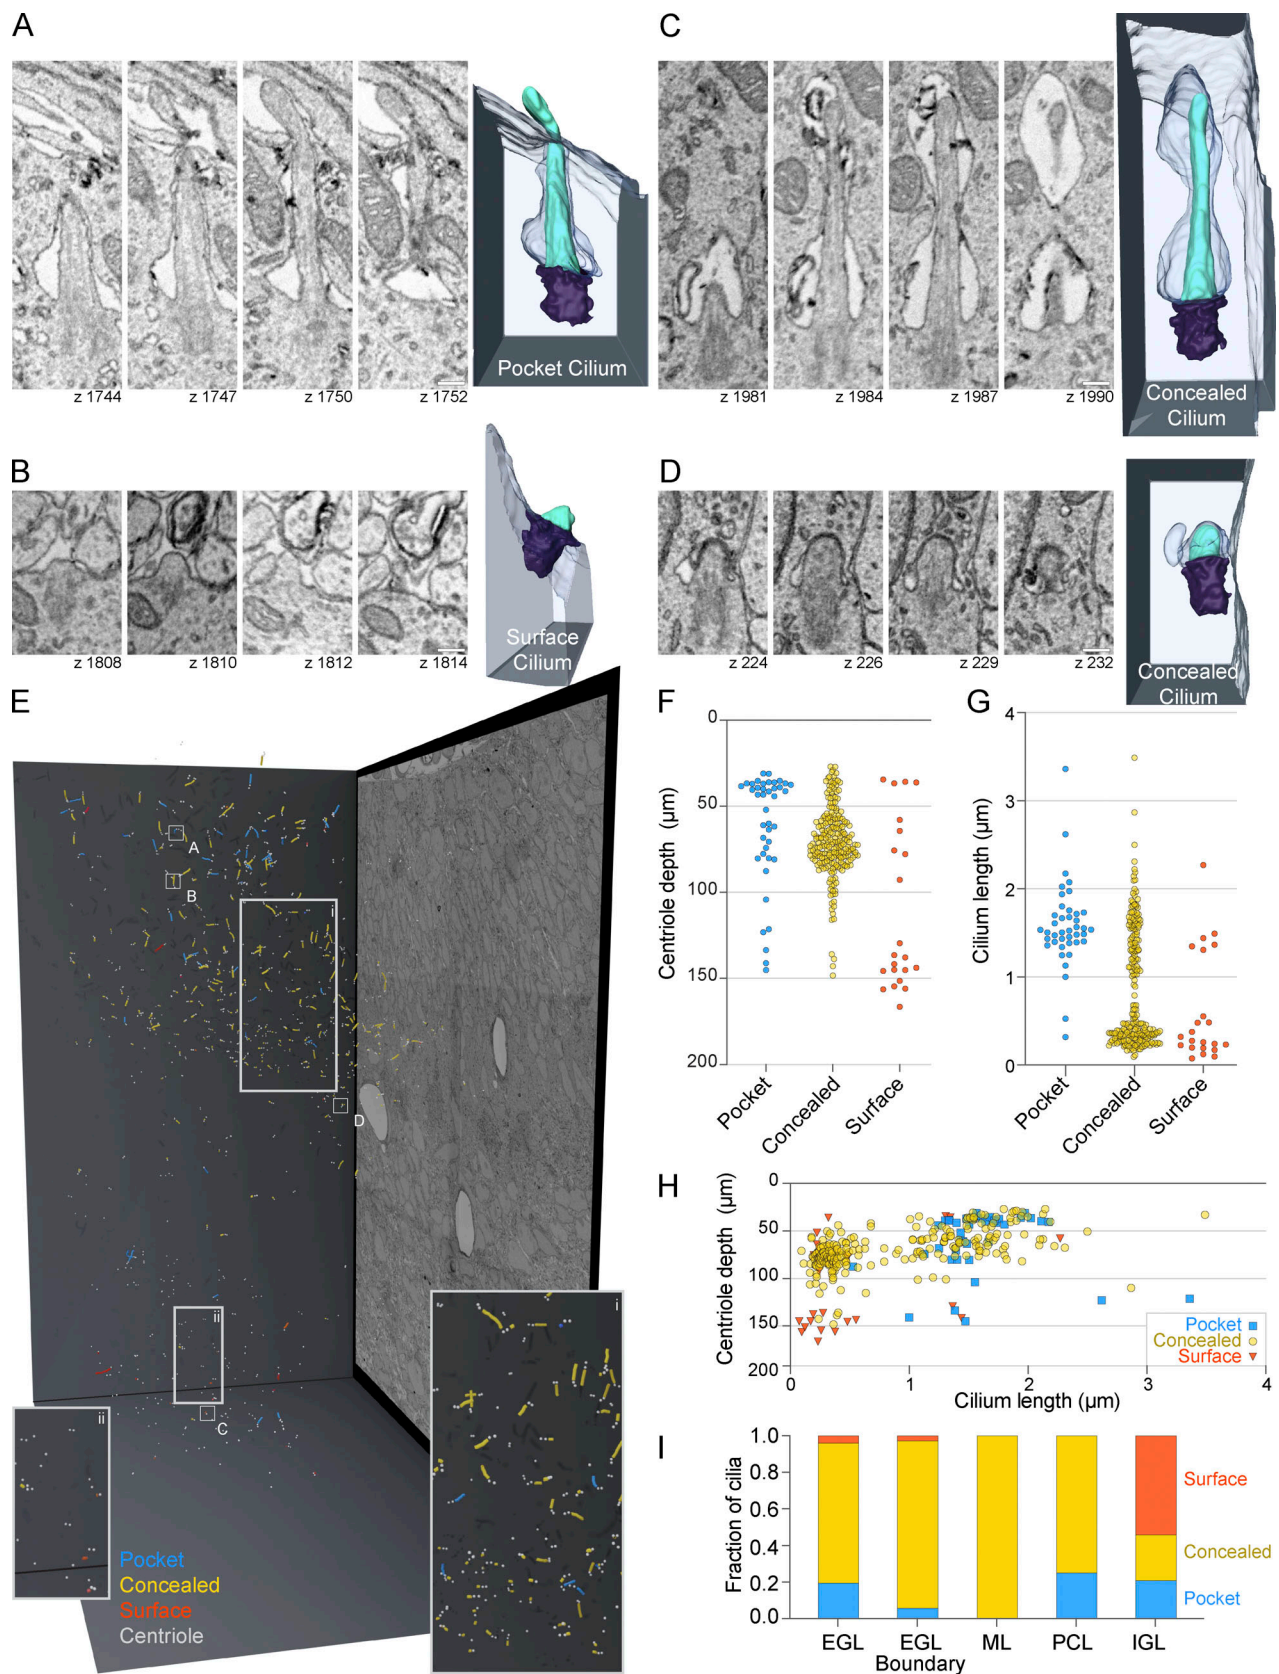 A
z 1744
z 1747
z 1750
z 1752
Pocket Cilium
C
z 1981
z 1984
z 1987
z 1990
Concealed
Cilium
B
z 1808
z 1810
z 1812
z 1814
Surface
Cilium
D
z 224
z 226
z 229
z 232
Concealed
Cilium
E
A
B
i
D
ii
C
i
ii
Pocket
Concealed
Surface
Centriole
F
0
50
100
150
200
Centriole depth (µm)
Pocket
Concealed
Surface
G
4
3
2
1
0
Cilium length (µm)
Pocket
Concealed
Surface
H
0
50
100
150
200
Centriole depth (µm)
Pocket
Concealed
Surface
0
1
2
3
4
Cilium length (µm)
I
1.0
0.8
0.6
0.4
0.2
0.0
Fraction of cilia
Surface
Concealed
Pocket
EGL
EGL
Boundary
ML
PCL
IGL